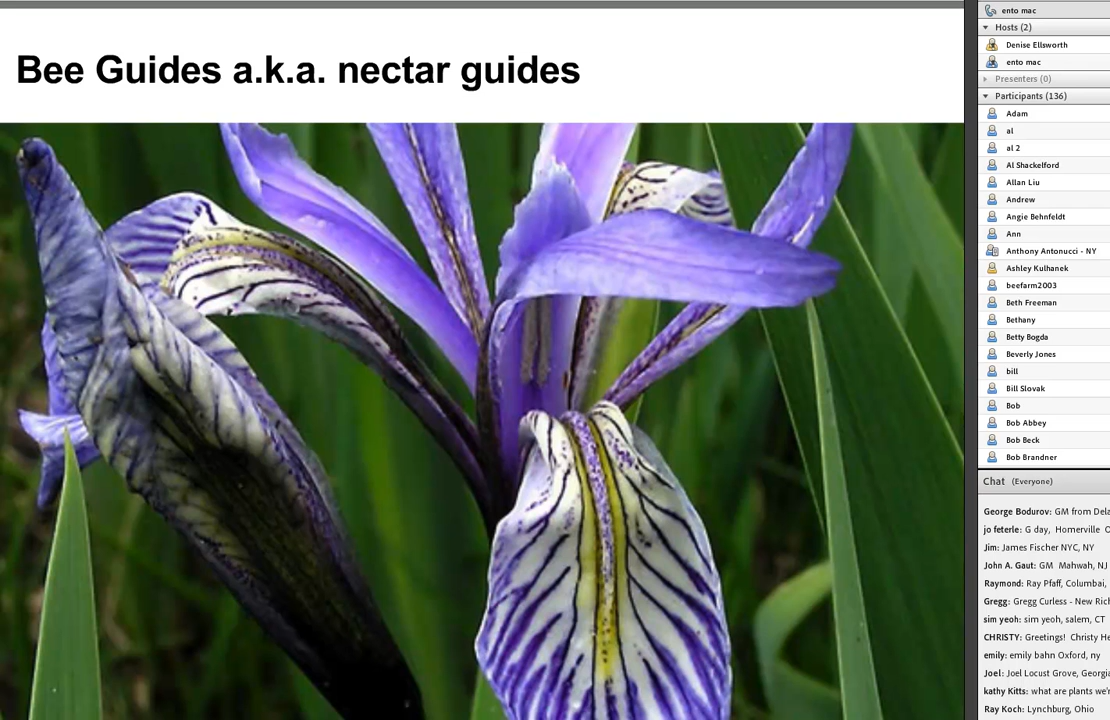 Bee Guides a.k.a. nectar guides
ento mac
Hosts (2)
Denise Ellsworth
ento mac
Presenters (0)
Participants (136)
Adam
al
al 2
Al Shackelford
Allan Liu
Andrew
Angie Behnfeldt
Ann
Anthony Antonucci - NY
Ashley Kulhanek
beefarm2003
Beth Freeman
Bethany
Betty Bogda
Beverly Jones
bill
Bill Slovak
Bob
Bob Abbey
Bob Beck
Bob Brandner
Chat (Everyone)
George Bodurov: GM from Dela
jo feterle: G day, Homerville O
Jim: James Fischer NYC, NY
John A. Gaut: GM Mahwah, NJ
Raymond: Ray Pfaff, Columbai,
Gregg: Gregg Curless - New Rich
sim yeoh: sim yeoh, salem, CT
CHRISTY: Greetings! Christy He
emily: emily bahn Oxford, ny
Joel: Joel Locust Grove, Georgia
kathy Kitts: what are plants we'r
Ray Koch: Lynchburg, Ohio